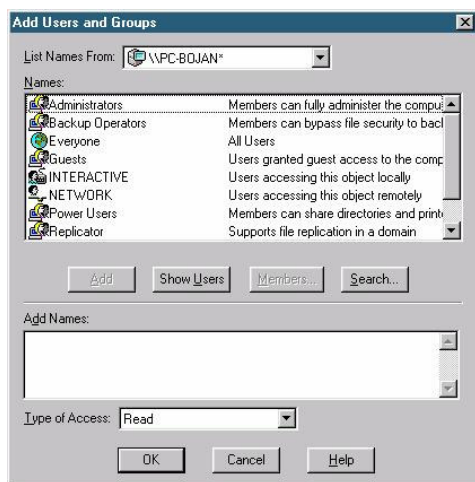 Add Users and Groups
List Names From: \\PC-BOJAN*
Names:
Administrators Members can fully administer the compu
Backup Operators Members can bypass file security to bac
Everyone All Users
Guests Users granted guest access to the comp
INTERACTIVE Users accessing this object locally
NETWORK Users accessing this object remotely
Power Users Members can share directories and print
Replicator Supports file replication in a domain
Add Show Users Members... Search...
Add Names:
Type of Access: Read
OK Cancel Help